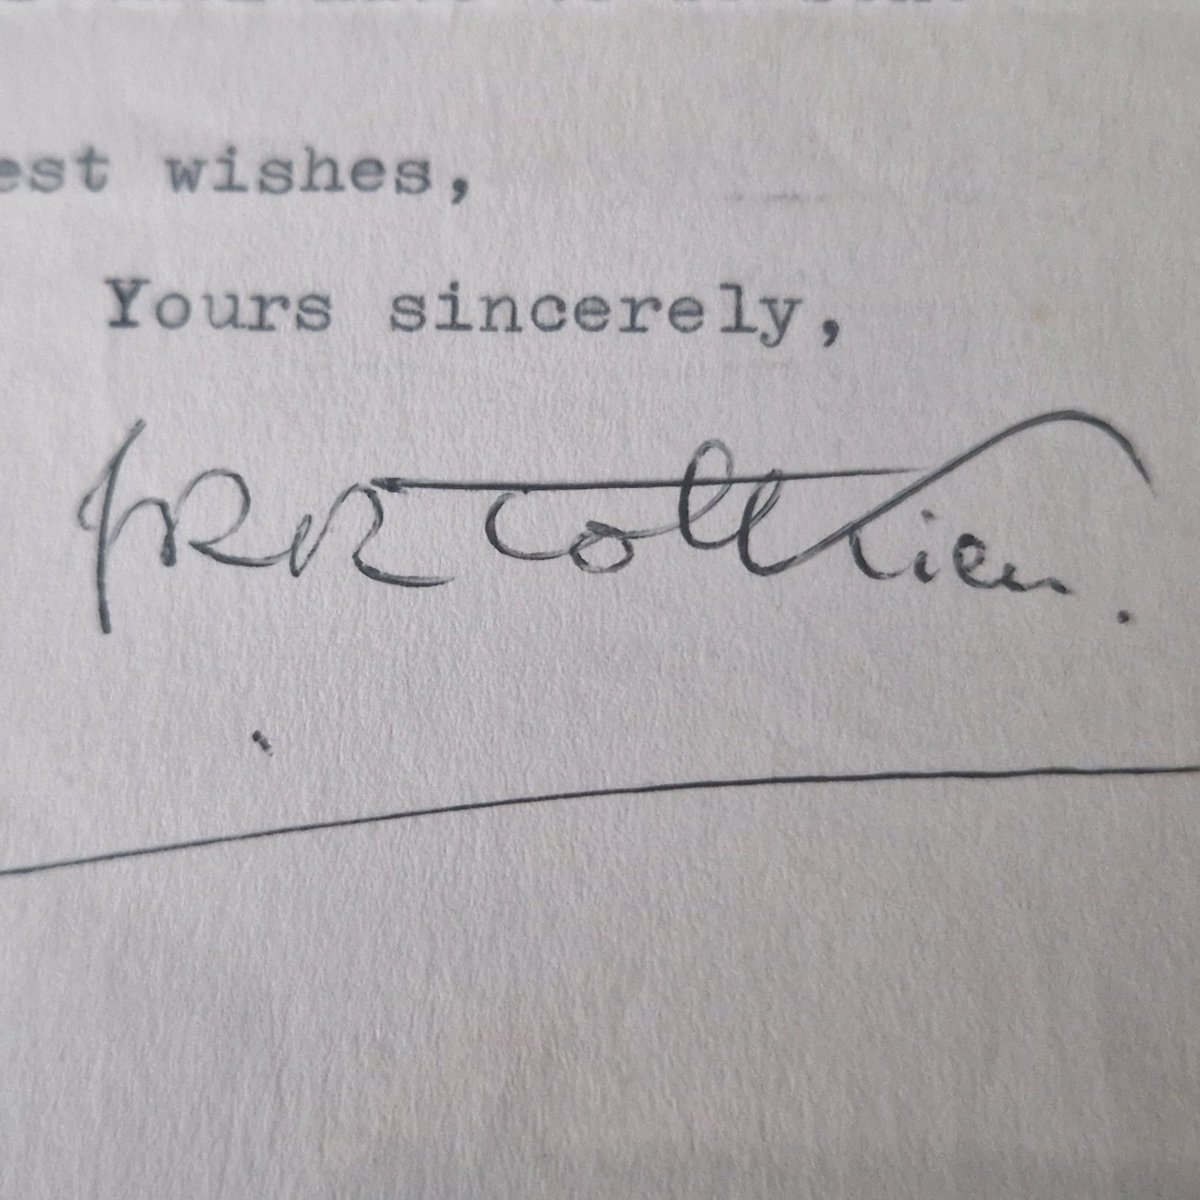 est wishes,
Yours sincerely,
JRR Tolkien.